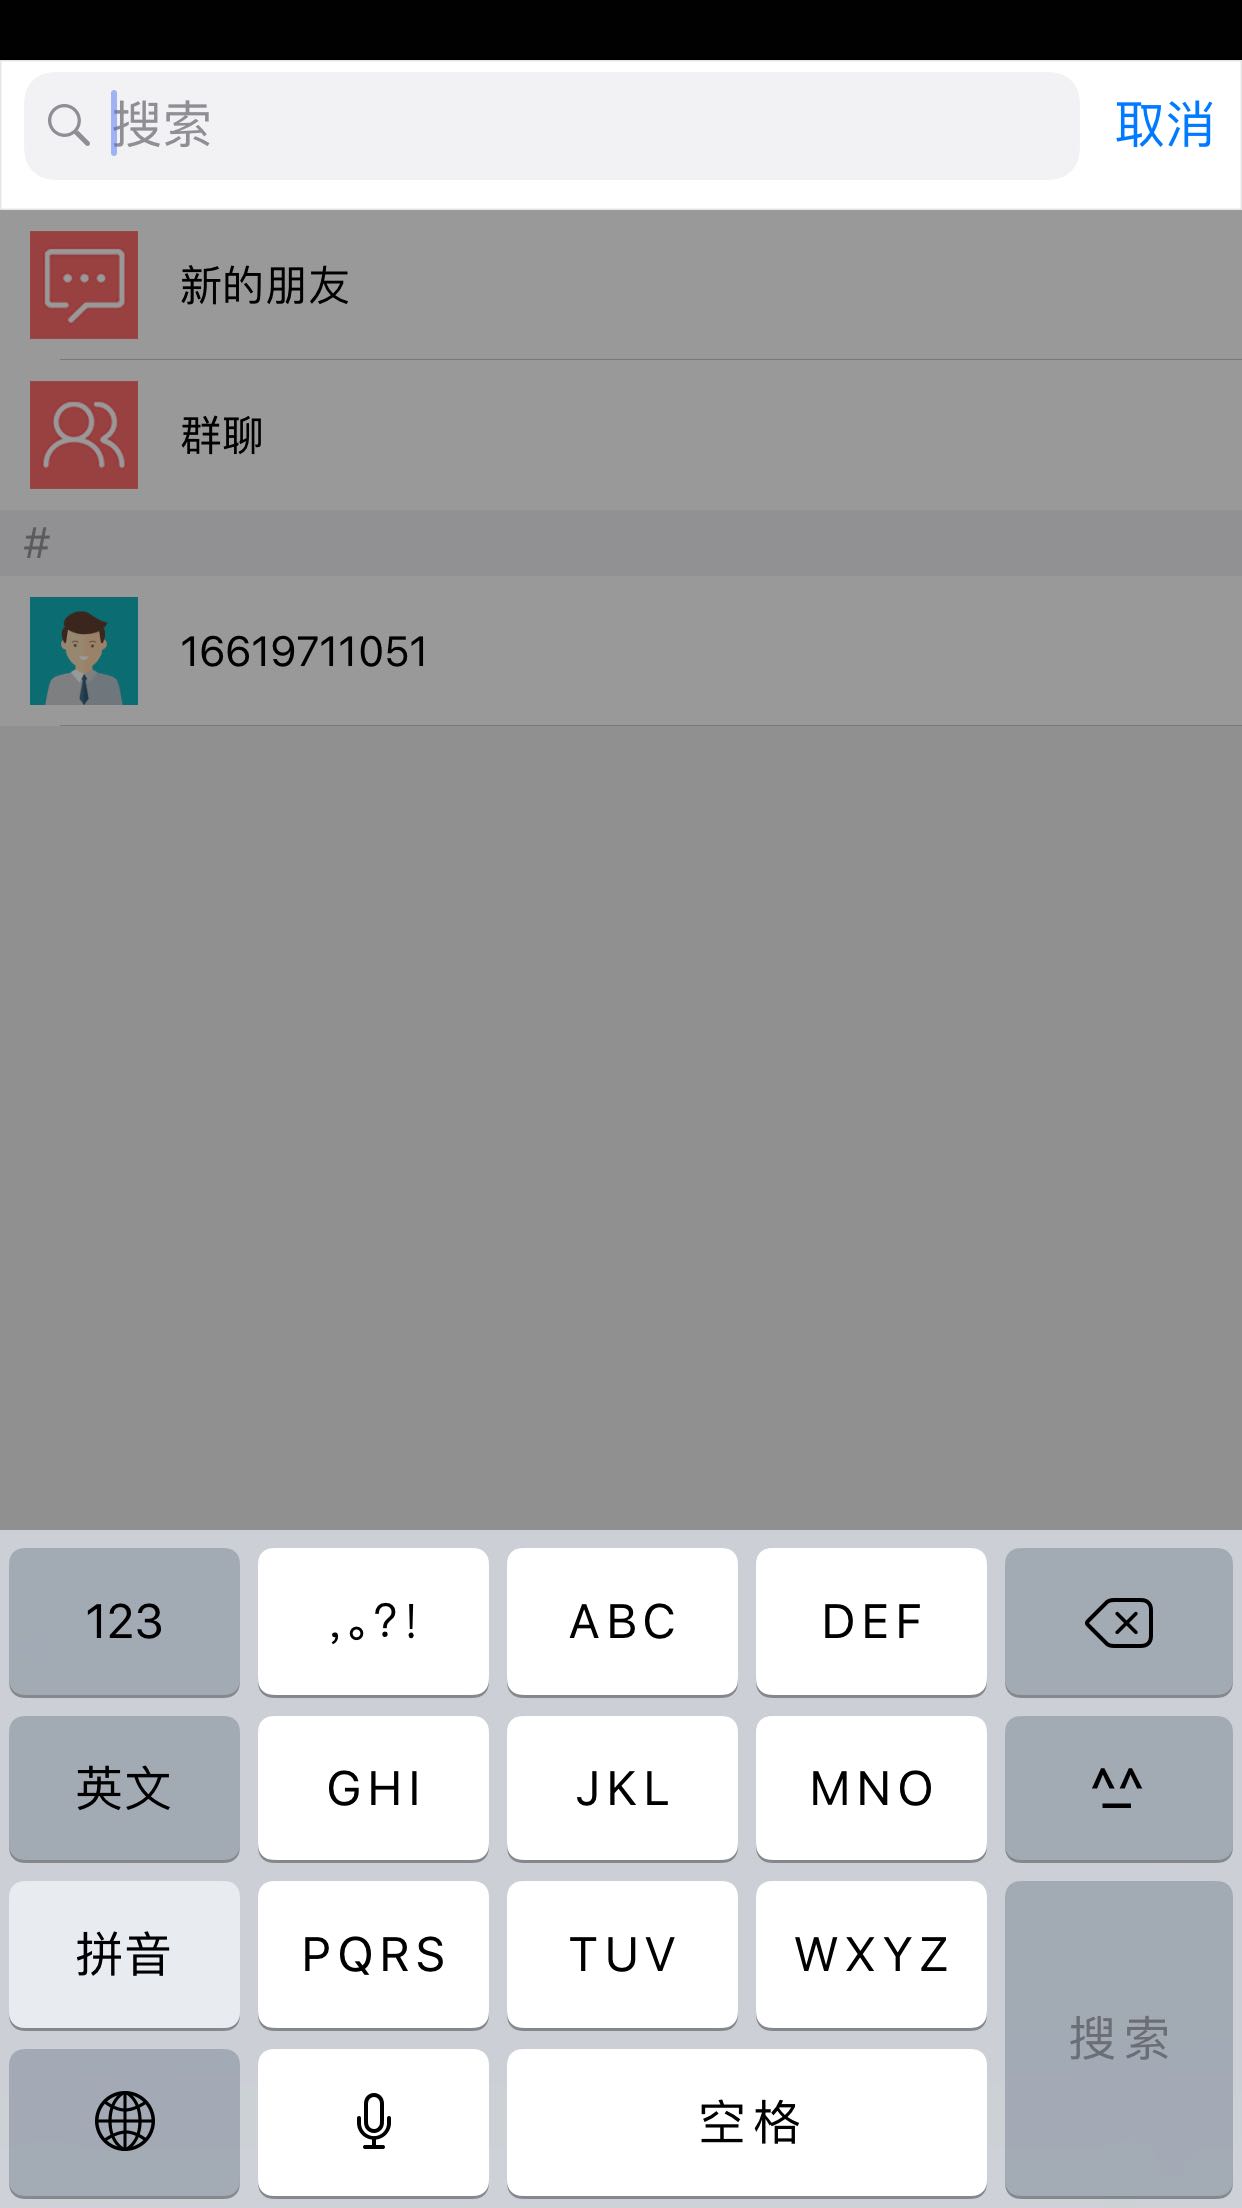 搜索 取消
新的朋友
群聊
#
16619711051
123 ,。?! ABC DEF
英文 GHI JKL MNO ^_^
拼音 PQRS TUV WXYZ
搜索
空格